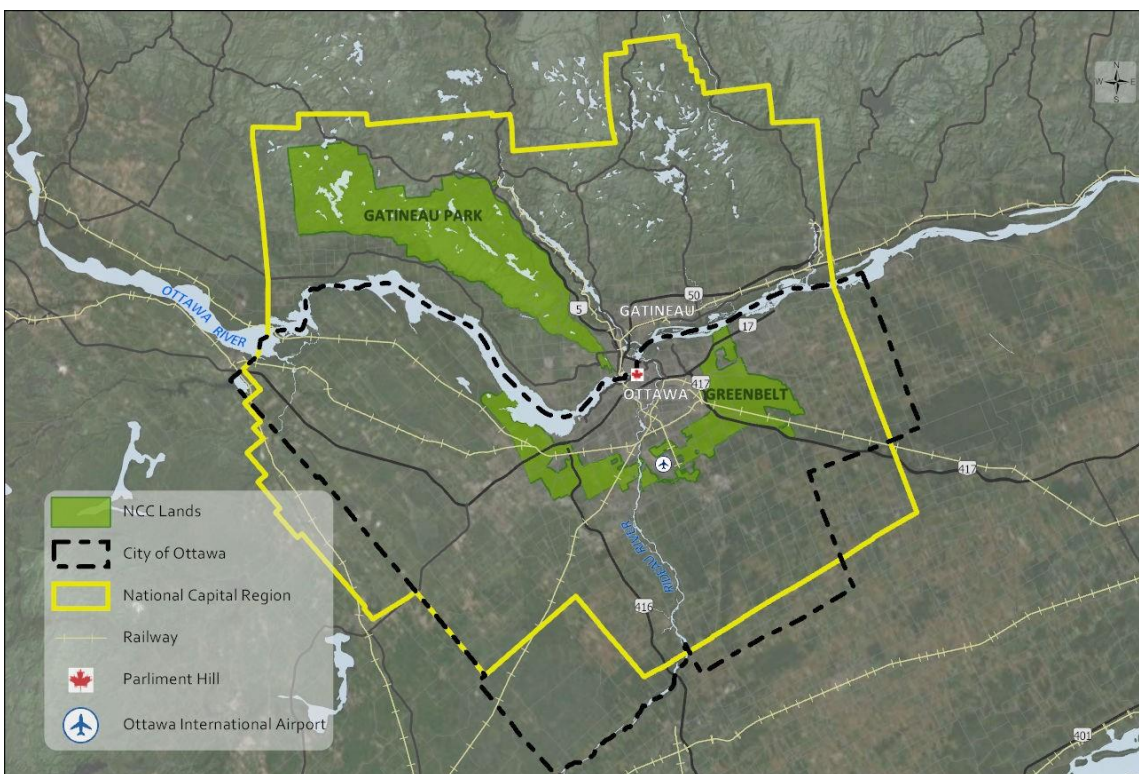 N
W E
S
GATINEAU PARK
OTTAWA RIVER
5
50
GATINEAU
17
417
OTTAWA
GREENBELT
417
RIDEAU RIVER
416
401
NCC Lands
City of Ottawa
National Capital Region
Railway
Parliment Hill
Ottawa International Airport